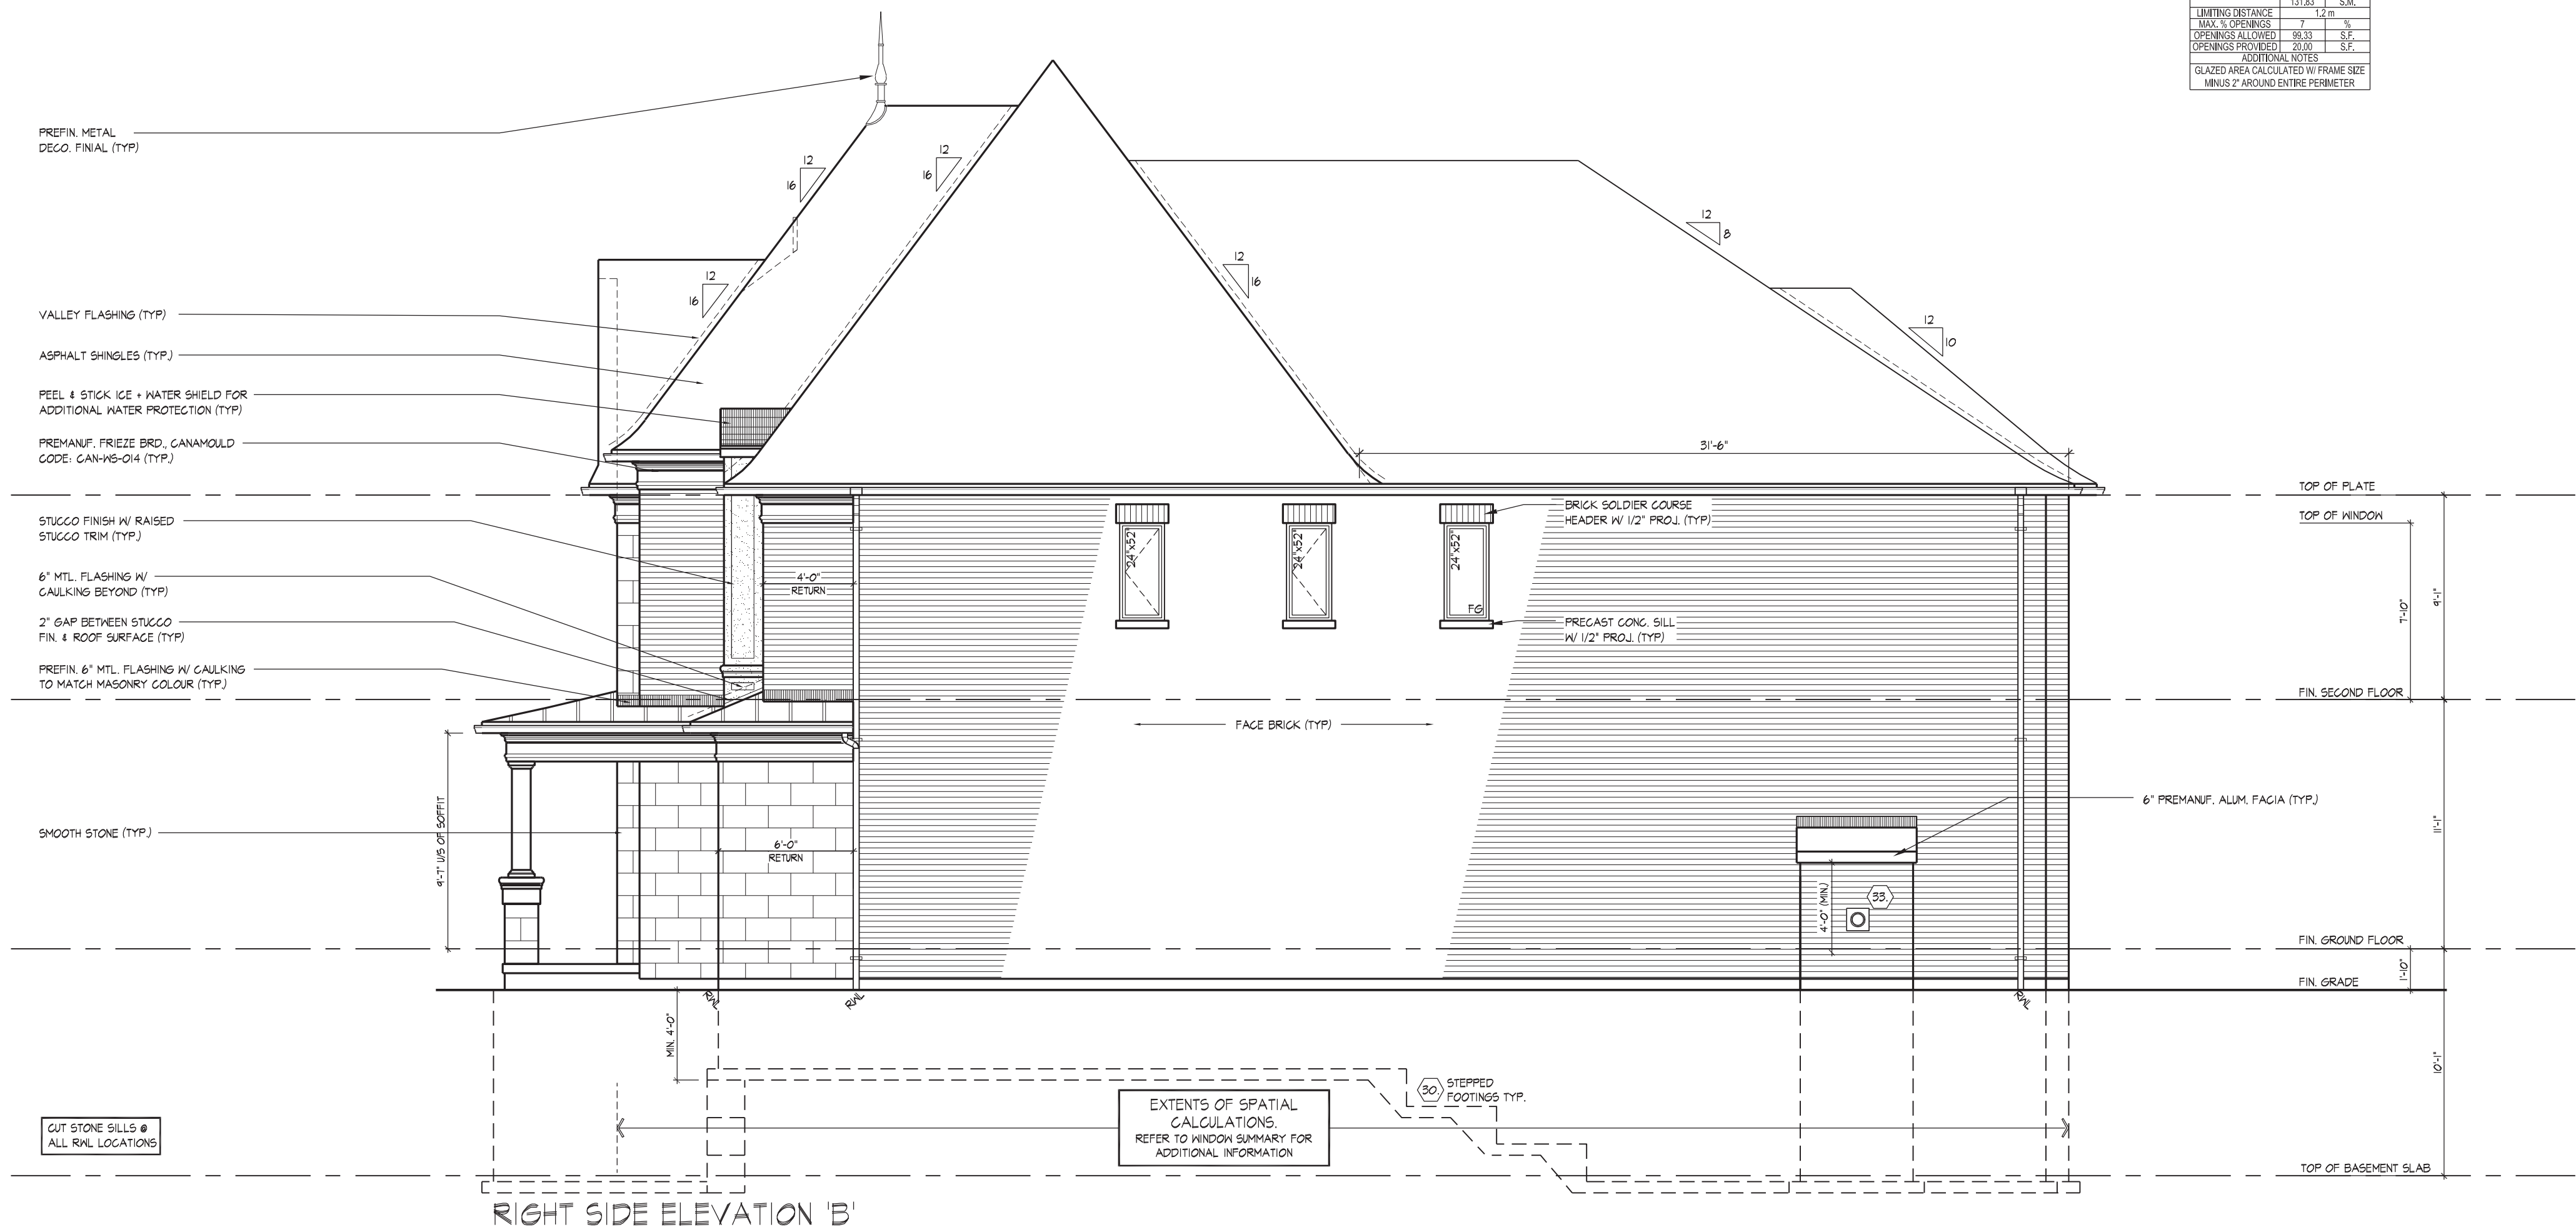 131.83 S.M.
LIMITING DISTANCE 1.2 m
MAX. % OPENINGS 7 %
OPENINGS ALLOWED 99.33 S.F.
OPENINGS PROVIDED 20.00 S.F.
ADDITIONAL NOTES
GLAZED AREA CALCULATED W/ FRAME SIZE
MINUS 2" AROUND ENTIRE PERIMETER
PREFIN. METAL
DECO. FINIAL (TYP)
12
16
12
16
12
16
12
16
12
8
12
10
VALLEY FLASHING (TYP)
ASPHALT SHINGLES (TYP.)
PEEL & STICK ICE + WATER SHIELD FOR
ADDITIONAL WATER PROTECTION (TYP)
PREMANUF. FRIEZE BRD., CANAMOULD
CODE: CAN-WS-014 (TYP.)
STUCCO FINISH W/ RAISED
STUCCO TRIM (TYP.)
6" MTL. FLASHING W/
CAULKING BEYOND (TYP)
2" GAP BETWEEN STUCCO
FIN. & ROOF SURFACE (TYP)
PREFIN. 6" MTL. FLASHING W/ CAULKING
TO MATCH MASONRY COLOUR (TYP.)
SMOOTH STONE (TYP.)
31'-6"
4'-0"
RETURN
24"x52"
24"x52"
24"x52"
FG
BRICK SOLDIER COURSE
HEADER W/ 1/2" PROJ. (TYP)
PRECAST CONC. SILL
W/ 1/2" PROJ. (TYP)
FACE BRICK (TYP)
TOP OF PLATE
TOP OF WINDOW
7'-10"
9'-1"
FIN. SECOND FLOOR
6" PREMANUF. ALUM. FACIA (TYP.)
11'-1"
9'-7" U/S OF SOFFIT
6'-0"
RETURN
4'-0" (MIN.)
33.
FIN. GROUND FLOOR
1'-10"
FIN. GRADE
RWL
RWL
RWL
MIN. 4'-0"
10'-1"
30.
STEPPED
FOOTINGS TYP.
EXTENTS OF SPATIAL
CALCULATIONS.
REFER TO WINDOW SUMMARY FOR
ADDITIONAL INFORMATION
CUT STONE SILLS @
ALL RWL LOCATIONS
TOP OF BASEMENT SLAB
RIGHT SIDE ELEVATION 'B'